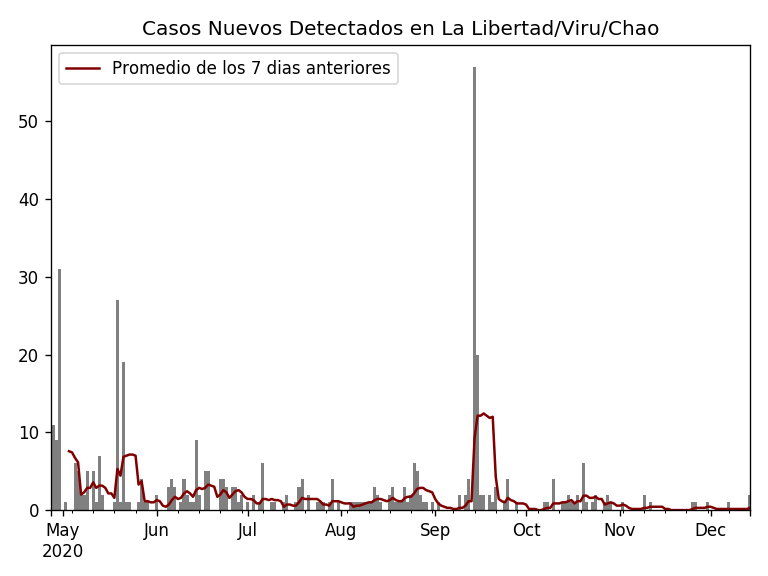 Casos Nuevos Detectados en La Libertad/Viru/Chao
Promedio de los 7 dias anteriores
50
40
30
20
10
0
May Jun Jul Aug Sep Oct Nov Dec
2020